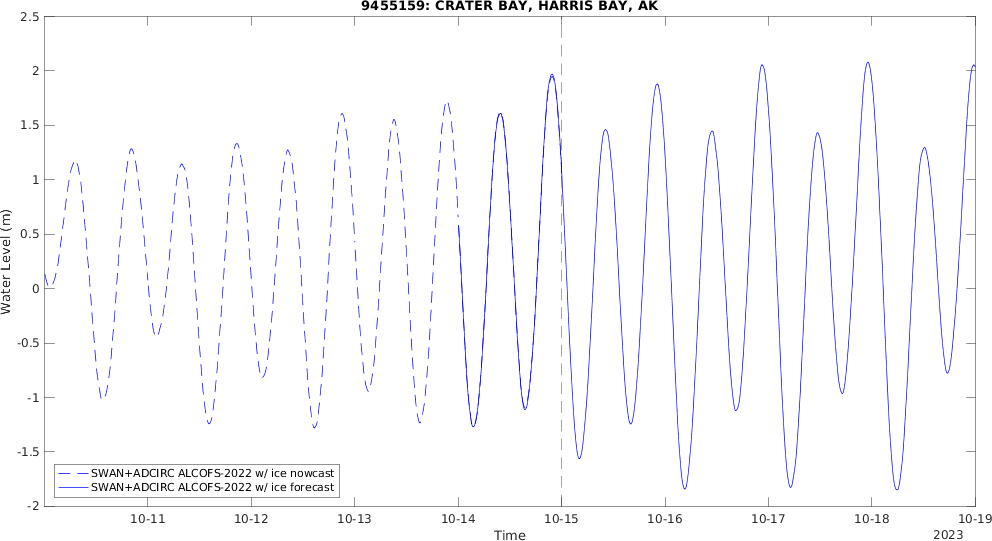 9455159: CRATER BAY, HARRIS BAY, AK
2.5
2
1.5
1
0.5
0
-0.5
-1
-1.5
-2
Water Level (m)
SWAN+ADCIRC ALCOFS-2022 w/ ice nowcast
SWAN+ADCIRC ALCOFS-2022 w/ ice forecast
10-11 10-12 10-13 10-14 10-15 10-16 10-17 10-18 10-19
Time
2023